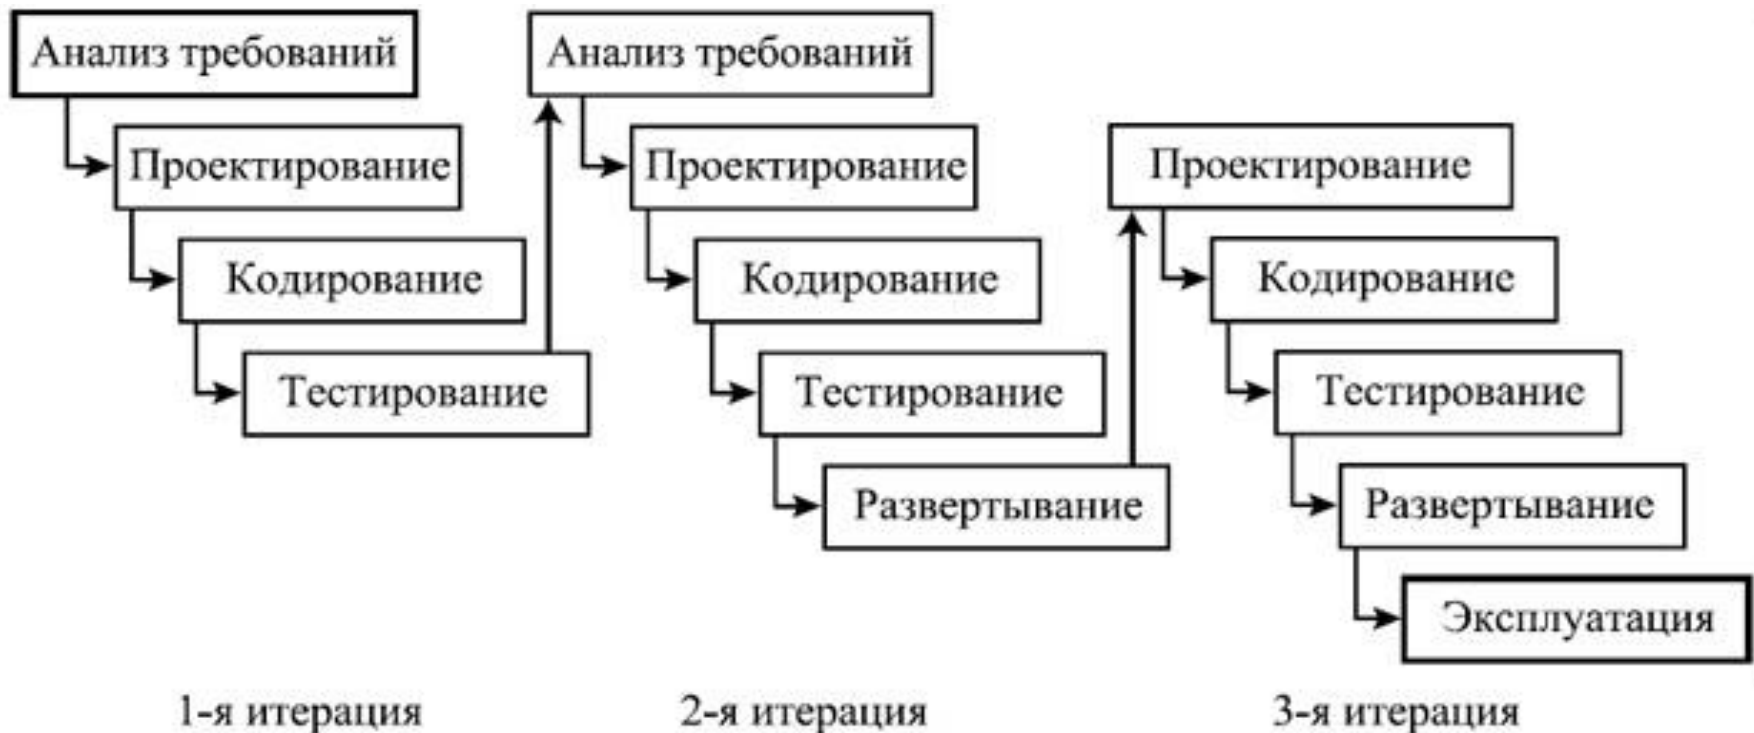 Анализ требований
Проектирование
Кодирование
Тестирование
Анализ требований
Проектирование
Кодирование
Тестирование
Развертывание
Проектирование
Кодирование
Тестирование
Развертывание
Эксплуатация
1-я итерация
2-я итерация
3-я итерация